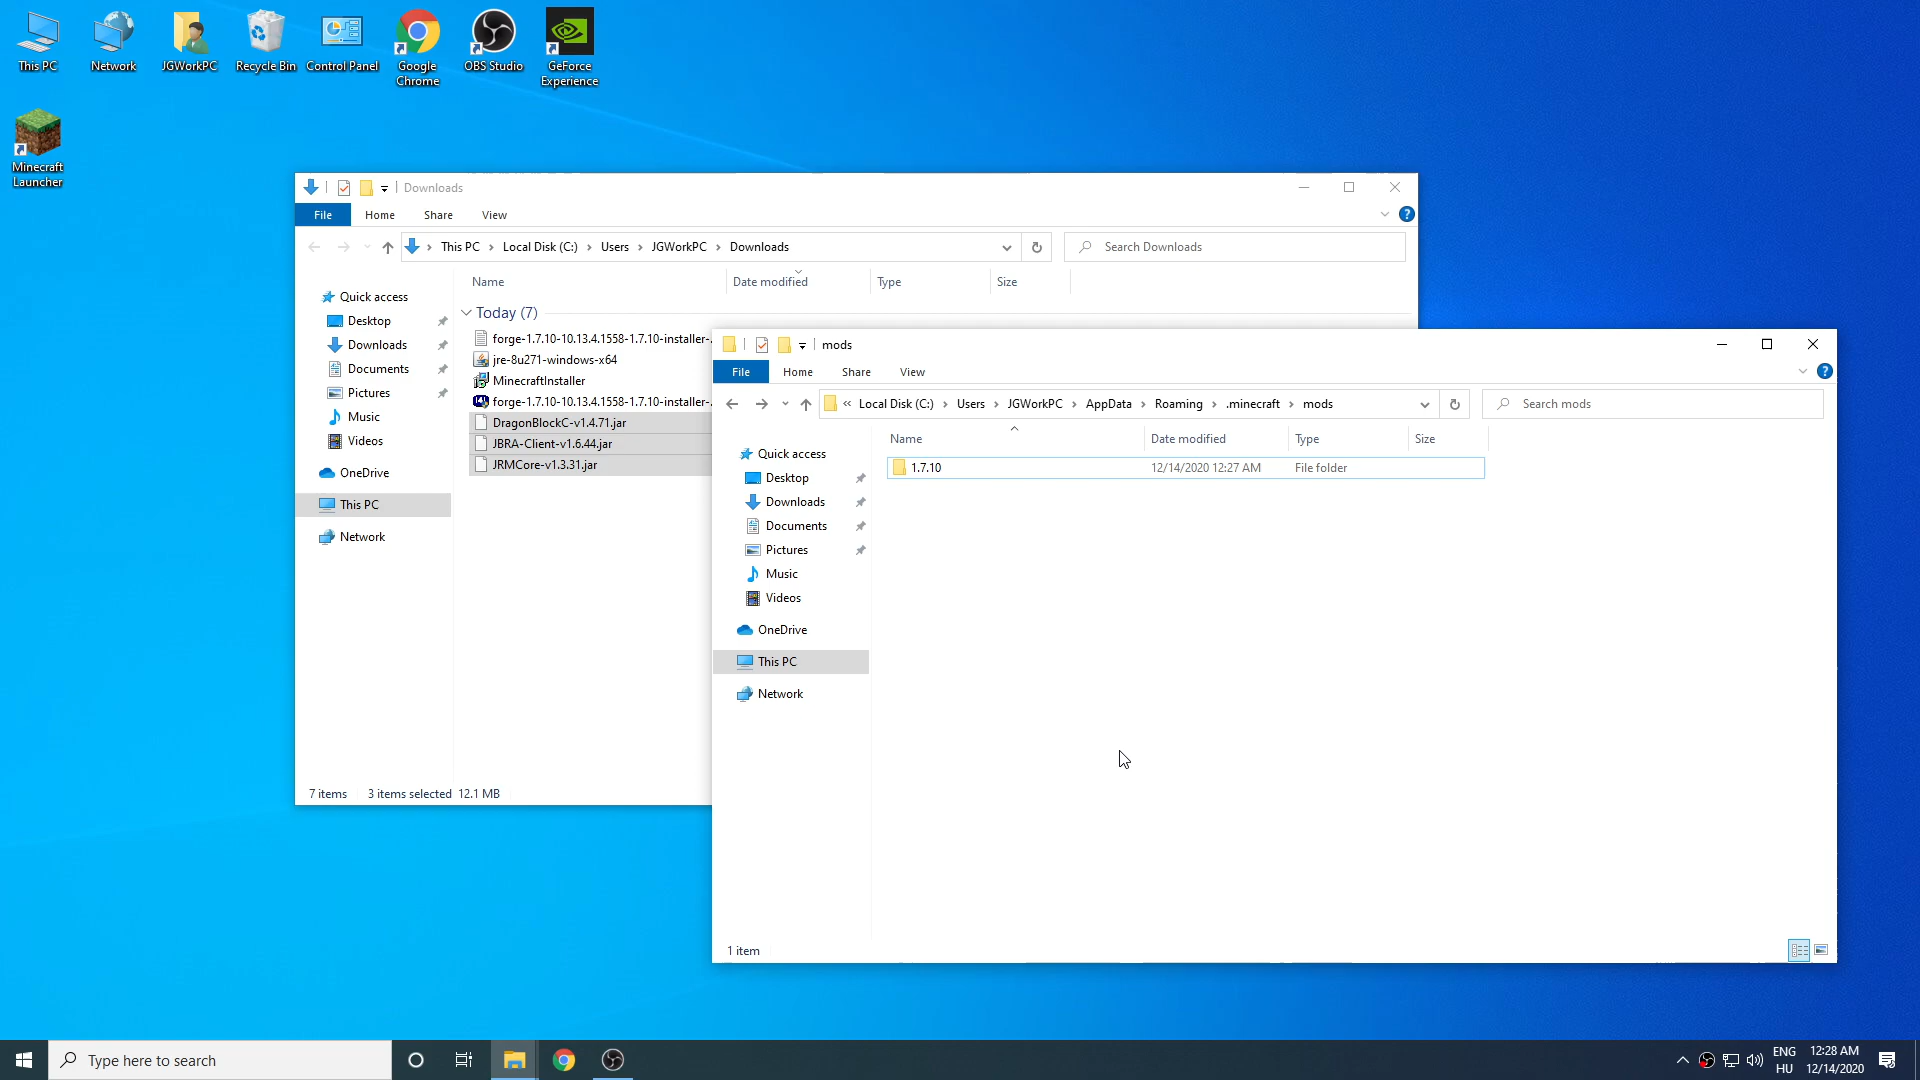 This PC
Network
JGWorkPC
Recycle Bin
Control Panel
Google
Chrome
OBS Studio
GeForce
Experience
Minecraft
Launcher
Downloads
File
Home
Share
View
This PC
Local Disk (C:)
Users
JGWorkPC
Downloads
Search Downloads
Name
Date modified
Type
Size
Quick access
Desktop
Downloads
Documents
Pictures
Music
Videos
OneDrive
This PC
Network
Today (7)
forge-1.7.10-10.13.4.1558-1.7.10-installer-
jre-8u271-windows-x64
MinecraftInstaller
forge-1.7.10-10.13.4.1558-1.7.10-installer-
DragonBlockC-v1.4.71.jar
JBRA-Client-v1.6.44.jar
JRMCore-v1.3.31.jar
7 items
3 items selected 12.1 MB
mods
File
Home
Share
View
« Local Disk (C:)
Users
JGWorkPC
AppData
Roaming
.minecraft
mods
Search mods
Name
Date modified
Type
Size
Quick access
Desktop
Downloads
Documents
Pictures
Music
Videos
OneDrive
This PC
Network
1.7.10
12/14/2020 12:27 AM
File folder
1 item
Type here to search
ENG
HU
12:28 AM
12/14/2020